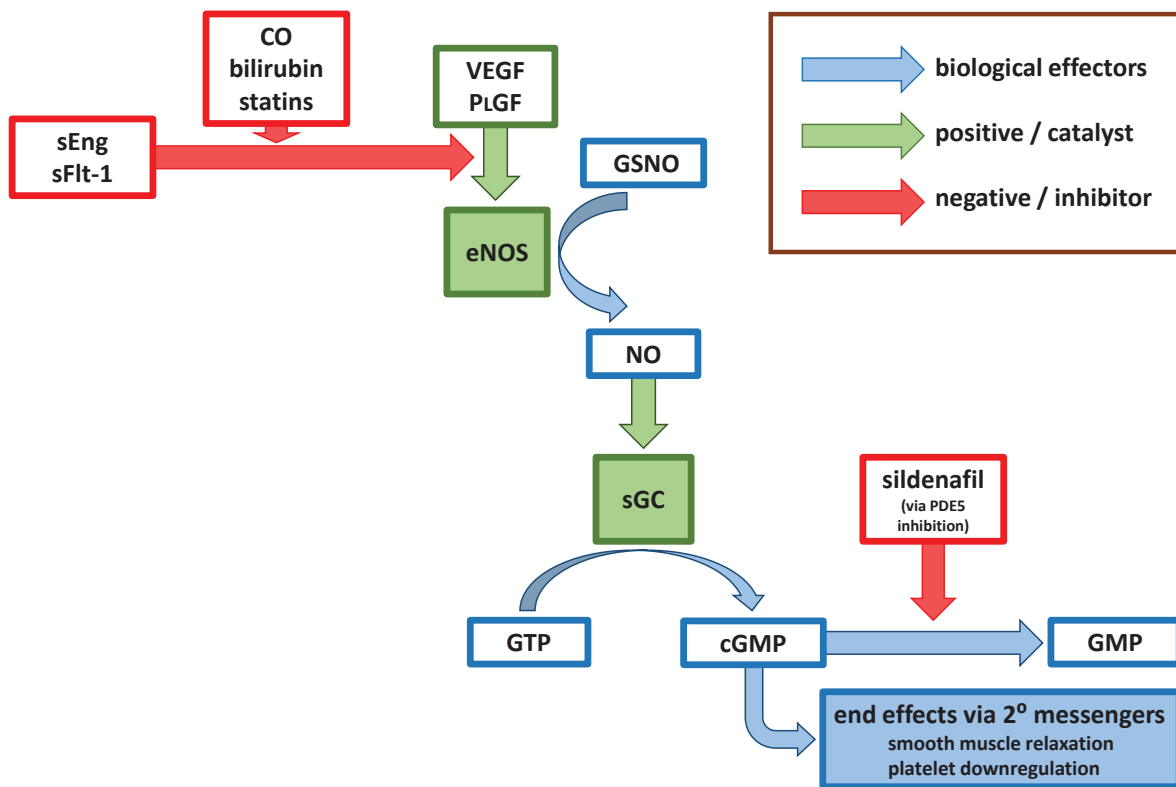 CO
bilirubin
statins
VEGF
PLGF
sEng
sFlt-1
GSNO
eNOS
NO
sGC
sildenafil
(via PDE5
inhibition)
GTP
cGMP
GMP
end effects via 2⁰ messengers
smooth muscle relaxation
platelet downregulation
biological effectors
positive / catalyst
negative / inhibitor